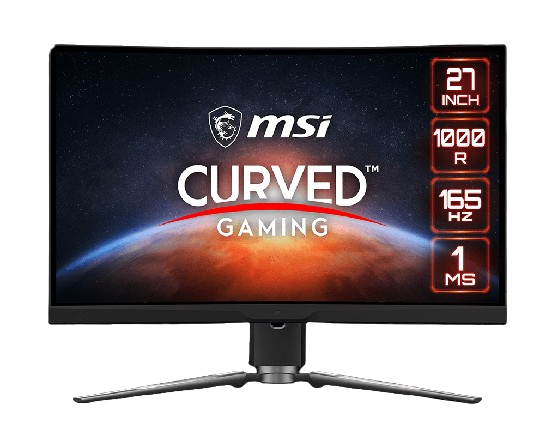 msi
CURVED™
GAMING
27
INCH
1000
R
165
HZ
1
MS